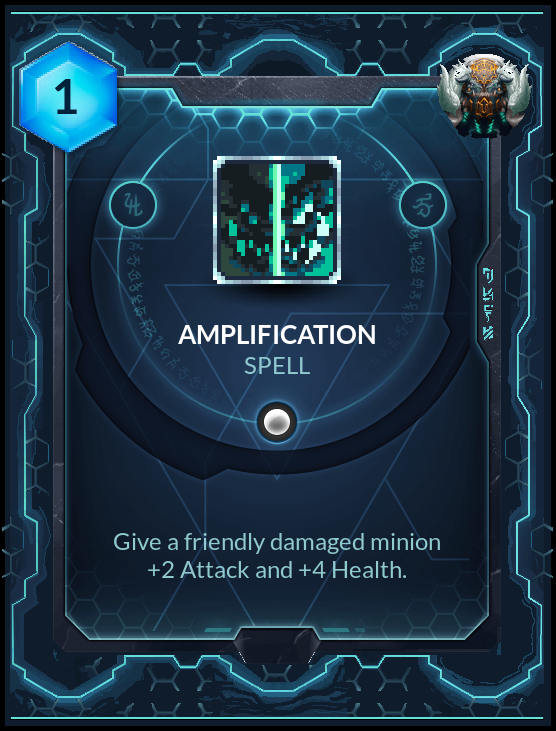 1
AMPLIFICATION
SPELL
Give a friendly damaged minion
+2 Attack and +4 Health.